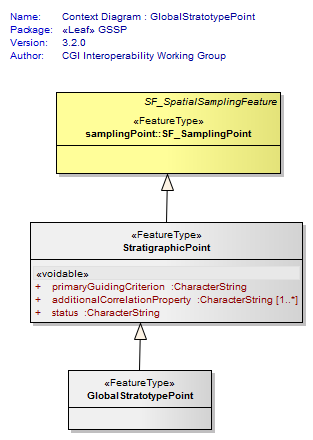 Name: Context Diagram : GlobalStratotypePoint
Package: «Leaf» GSSP
Version: 3.2.0
Author: CGI Interoperability Working Group
SF_SpatialSamplingFeature
«FeatureType»
samplingPoint::SF_SamplingPoint
«FeatureType»
StratigraphicPoint
«voidable»
+ primaryGuidingCriterion :CharacterString
+ additionalCorrelationProperty :CharacterString [1..*]
+ status :CharacterString
«FeatureType»
GlobalStratotypePoint